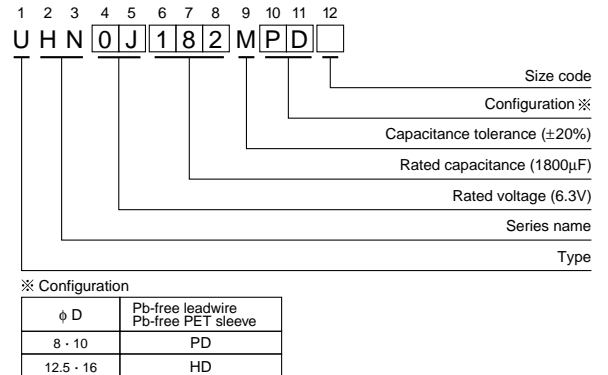 1 2 3 4 5 6 7 8 9 10 11 12
U H N 0 J 1 8 2 M P D
Size code
Configuration ※
Capacitance tolerance (±20%)
Rated capacitance (1800µF)
Rated voltage (6.3V)
Series name
Type
※ Configuration
ϕ D Pb-free leadwire
Pb-free PET sleeve
8 · 10 PD
12.5 · 16 HD